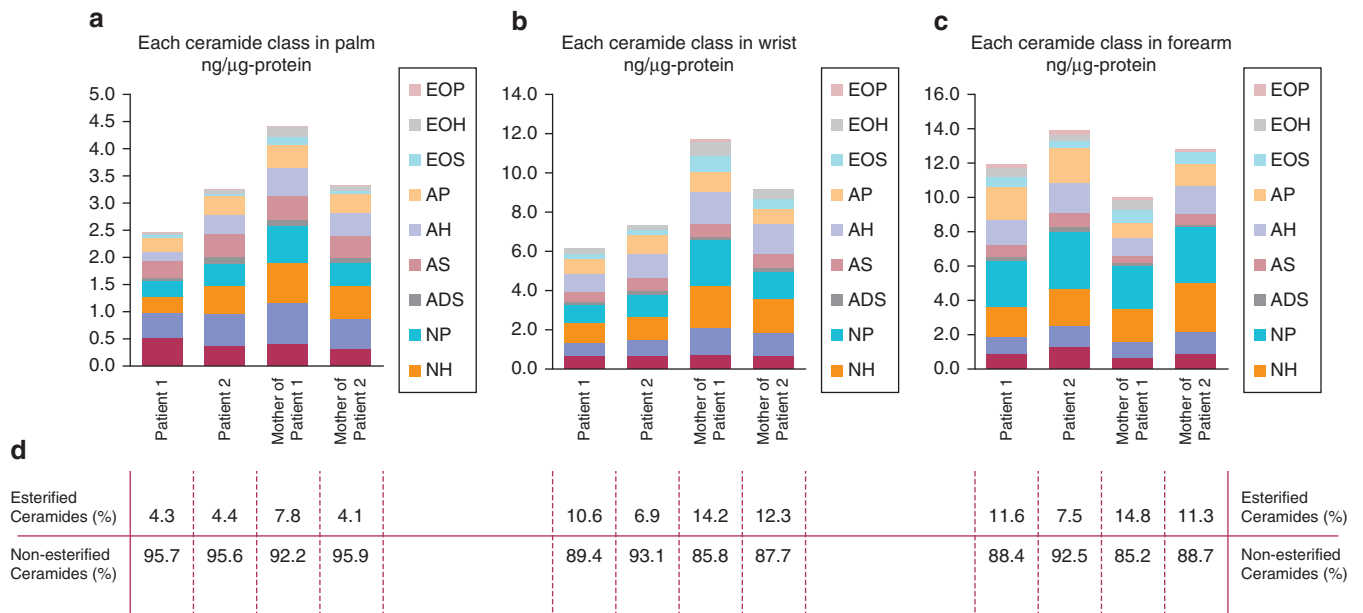 a
Each ceramide class in palm
ng/μg-protein
5.0
4.5
4.0
3.5
3.0
2.5
2.0
1.5
1.0
0.5
0.0
Patient 1
Patient 2
Mother of
Patient 1
Mother of
Patient 2
EOP
EOH
EOS
AP
AH
AS
ADS
NP
NH
b
Each ceramide class in wrist
ng/μg-protein
14.0
12.0
10.0
8.0
6.0
4.0
2.0
0.0
Patient 1
Patient 2
Mother of
Patient 1
Mother of
Patient 2
EOP
EOH
EOS
AP
AH
AS
ADS
NP
NH
c
Each ceramide class in forearm
ng/μg-protein
16.0
14.0
12.0
10.0
8.0
6.0
4.0
2.0
0.0
Patient 1
Patient 2
Mother of
Patient 1
Mother of
Patient 2
EOP
EOH
EOS
AP
AH
AS
ADS
NP
NH
d
Esterified
Ceramides (%)
4.3 4.4 7.8 4.1 10.6 6.9 14.2 12.3 11.6 7.5 14.8 11.3
Esterified
Ceramides (%)
Non-esterified
Ceramides (%)
95.7 95.6 92.2 95.9 89.4 93.1 85.8 87.7 88.4 92.5 85.2 88.7
Non-esterified
Ceramides (%)